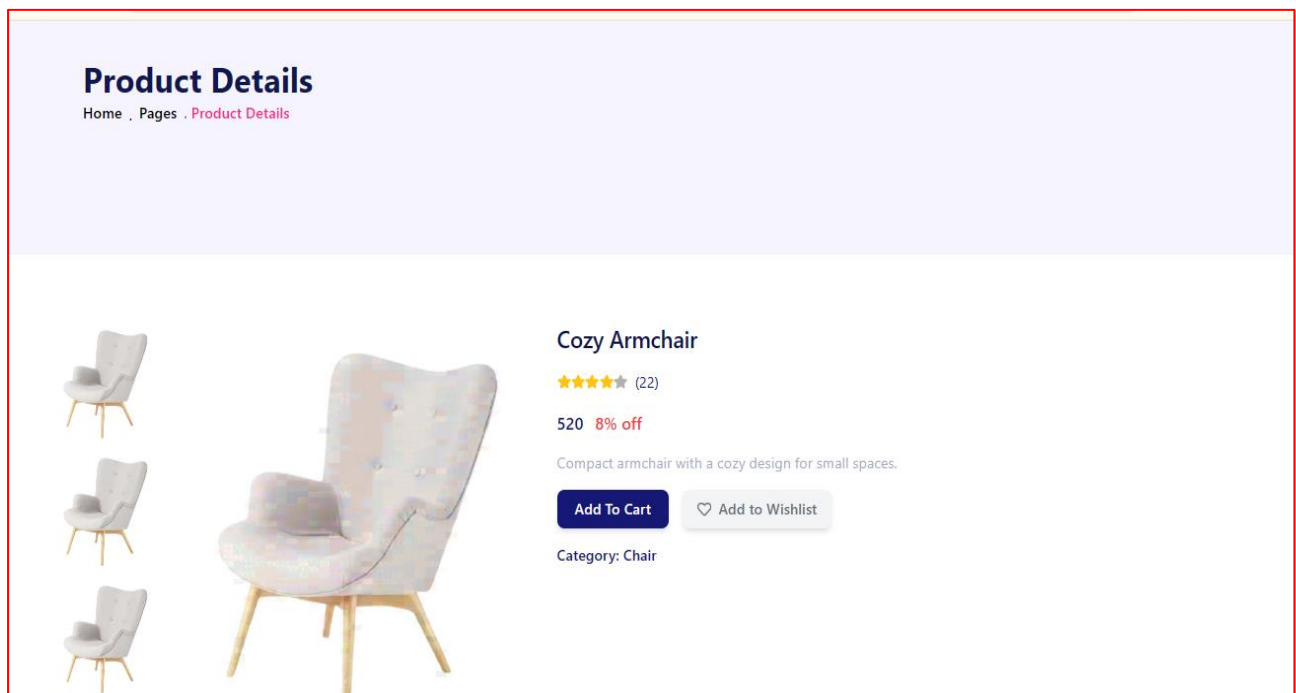 Product Details
Home . Pages . Product Details
Cozy Armchair
(22)
520 8% off
Compact armchair with a cozy design for small spaces.
Add To Cart Add to Wishlist
Category: Chair